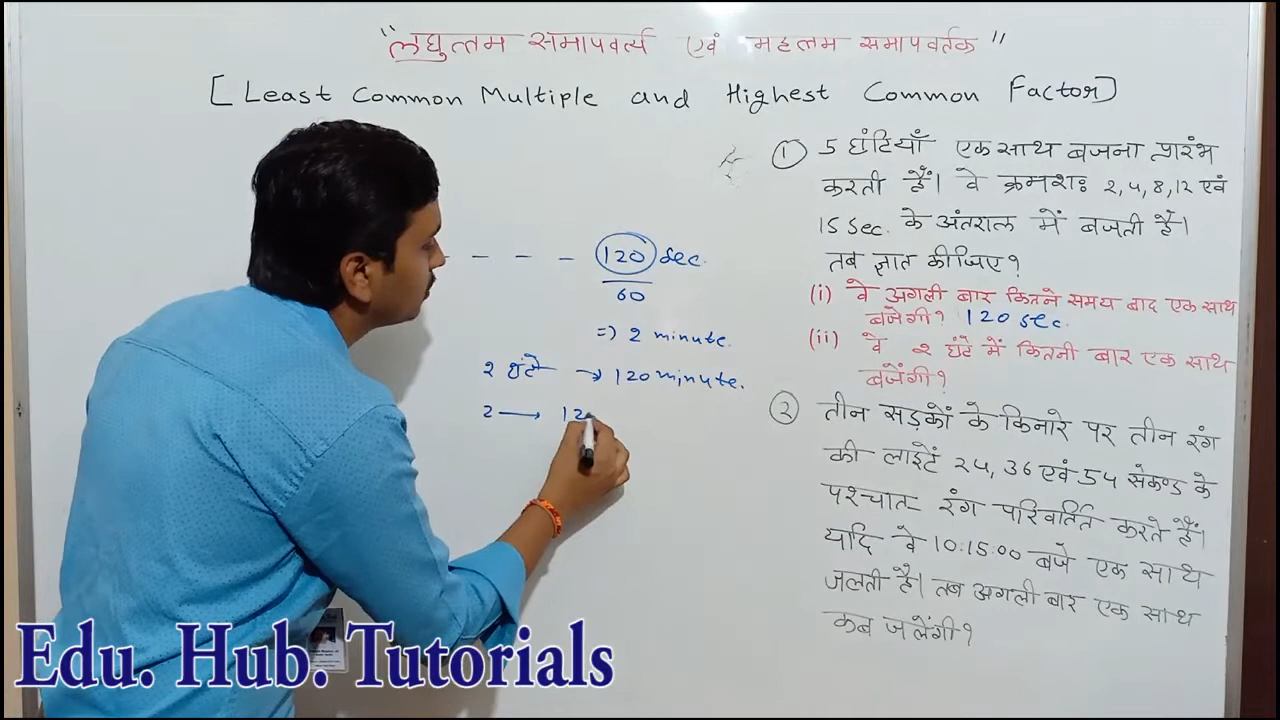 "लघुत्तम समापवर्त्य एवं महत्तम समापवर्तक"
[Least Common Multiple and Highest Common Factor]
① 5 घंटियाँ एक साथ बजना प्रारंभ
करती हैं। वे क्रमशः 2, 4, 8, 12 एवं
15 Sec. के अंतराल में बजती हैं।
तब ज्ञात कीजिए?
(i) वे अगली बार कितने समय बाद एक साथ
बजेगी? 120 sec.
(ii) वे २ घंटे में कितनी बार एक साथ
बजेंगी?
② तीन सड़कों के किनारे पर तीन रंग
की लाइटें 24, 36 एवं 54 सेकण्ड के
पश्चात रंग परिवर्तित करते हैं।
यदि वे 10:15:00 बजे एक साथ
जलती है। तब अगली बार एक साथ
कब जलेंगी?
- - - - 120 sec.
60
=) 2 minute.
२ घंटे → 120 minute.
2 → 12
Edu. Hub. Tutorials